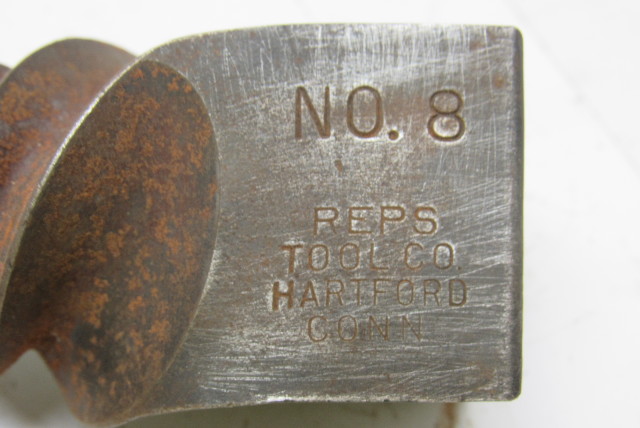 NO. 8
REPS
TOOL CO.
HARTFORD
CONN